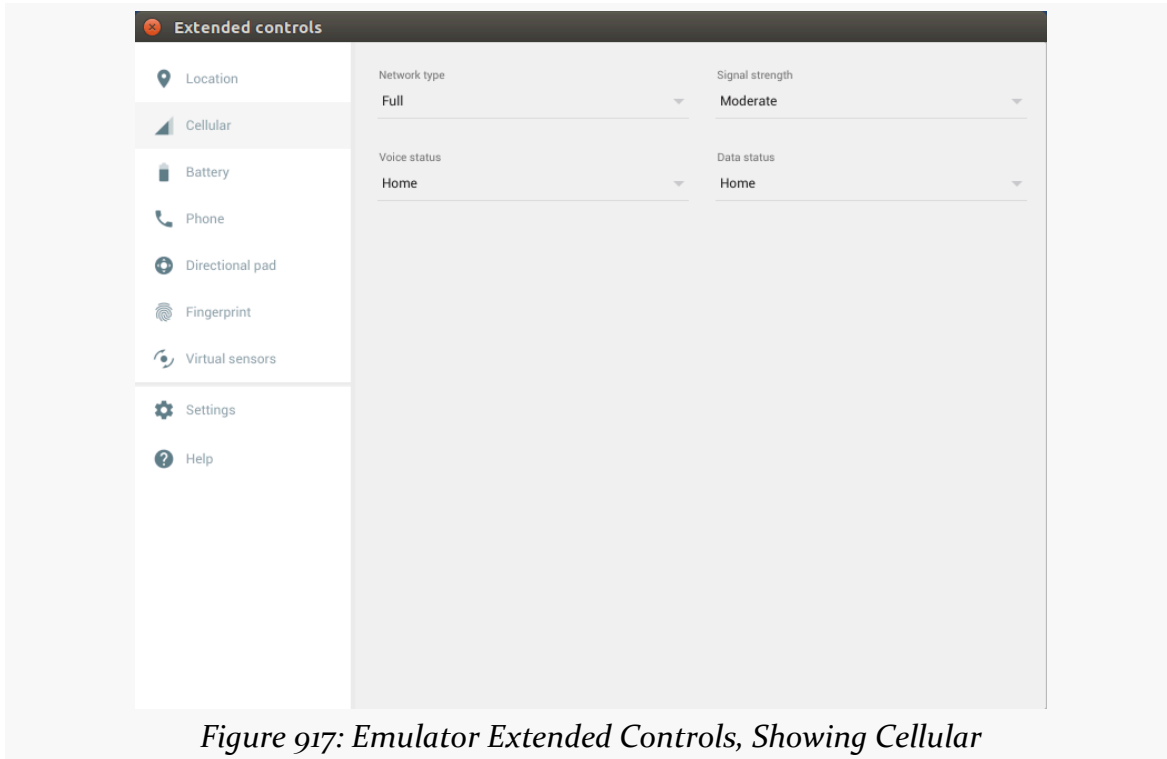 Extended controls
Location
Cellular
Battery
Phone
Directional pad
Fingerprint
Virtual sensors
Settings
Help
Network type
Full
Signal strength
Moderate
Voice status
Home
Data status
Home
Figure 917: Emulator Extended Controls, Showing Cellular